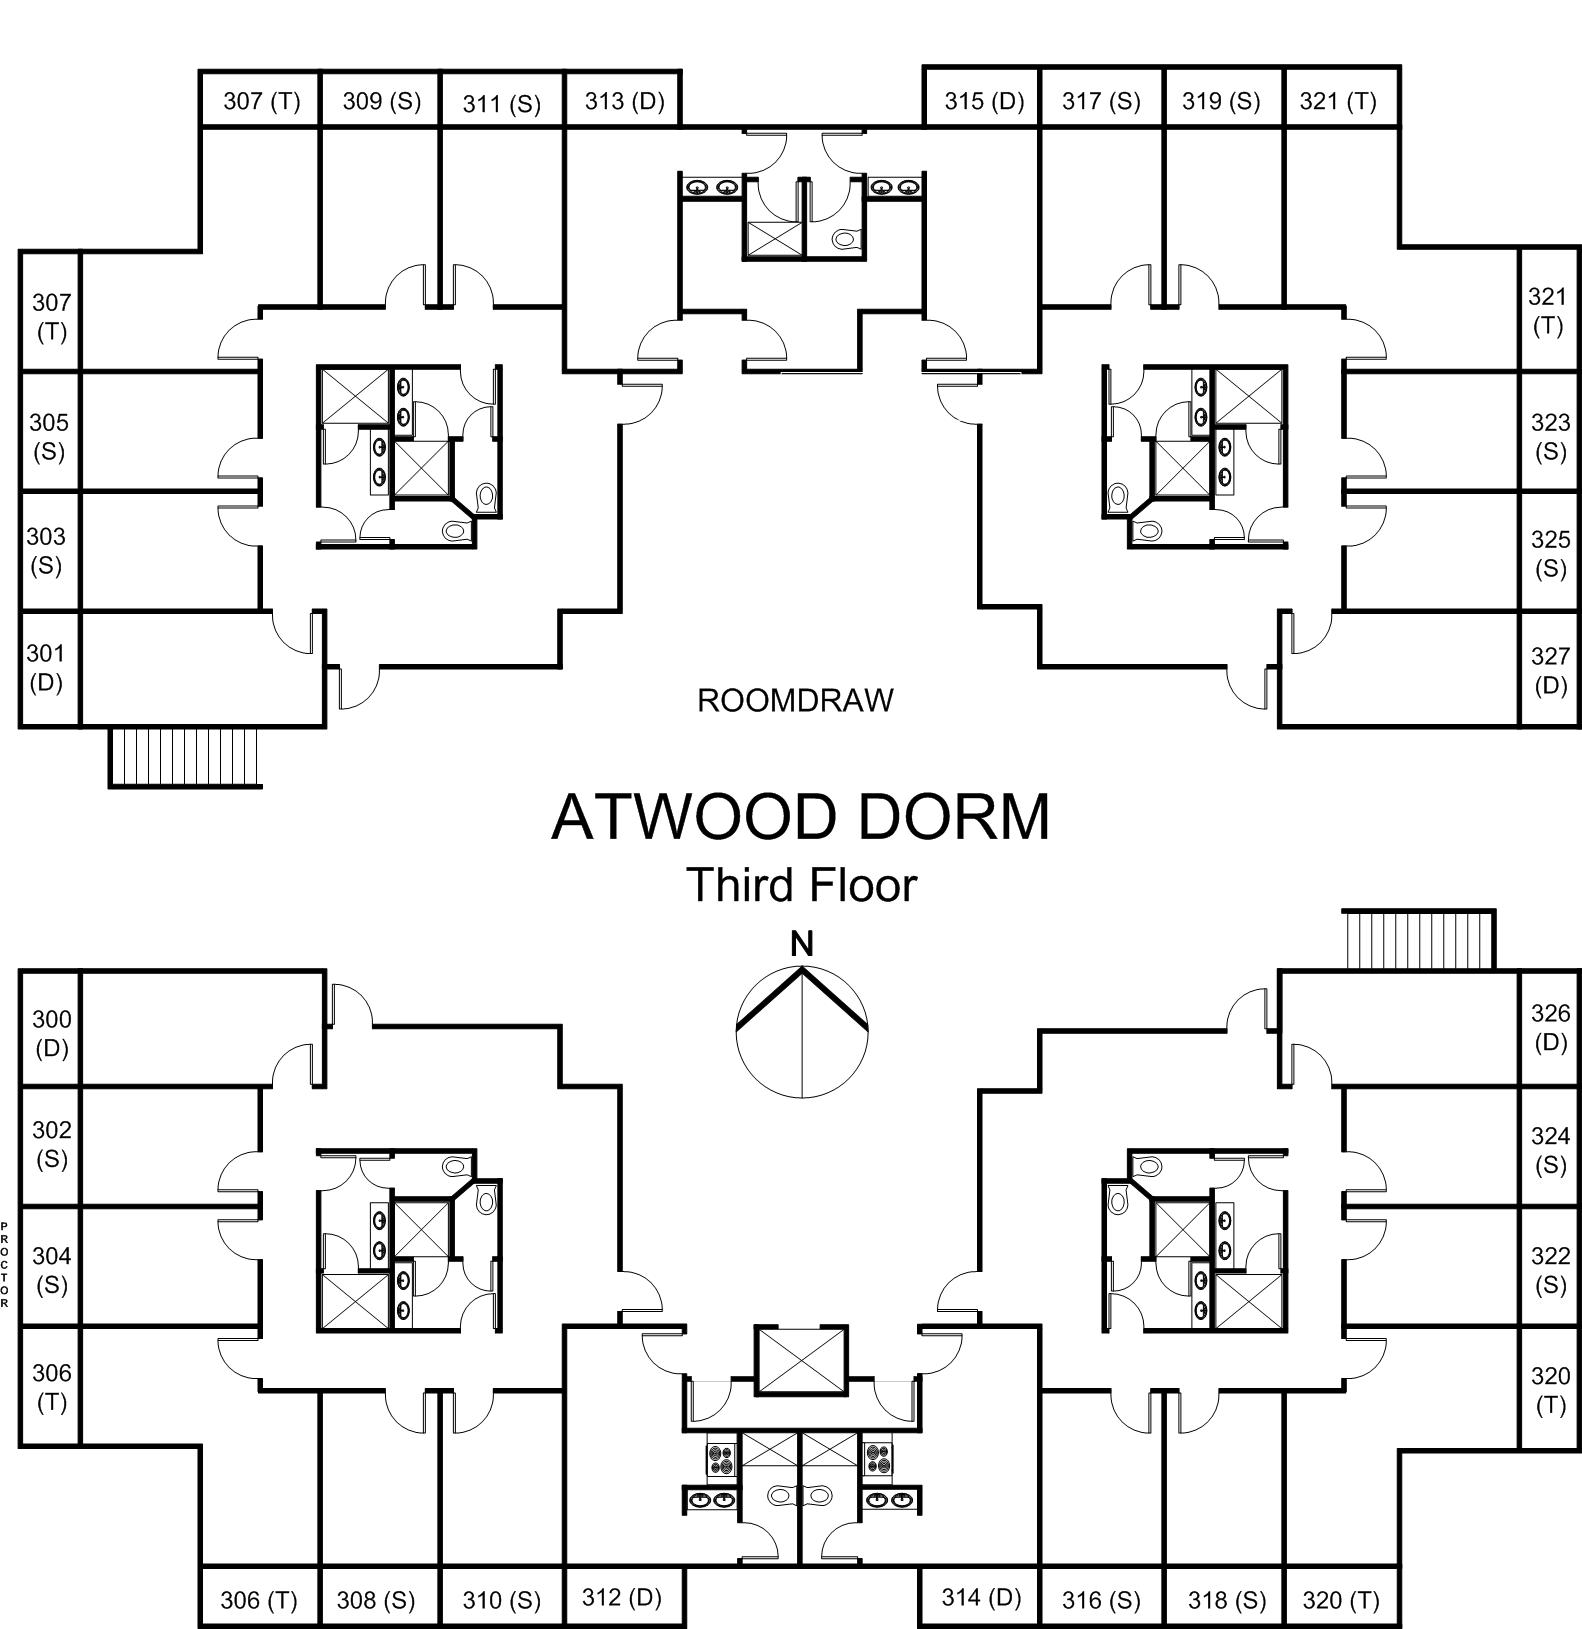 307 (T)
309 (S)
311 (S)
313 (D)
315 (D)
317 (S)
319 (S)
321 (T)
307
(T)
321
(T)
305
(S)
323
(S)
303
(S)
325
(S)
301
(D)
327
(D)
ROOMDRAW
ATWOOD DORM
Third Floor
N
300
(D)
326
(D)
302
(S)
324
(S)
PROCTOR
304
(S)
322
(S)
306
(T)
320
(T)
306 (T)
308 (S)
310 (S)
312 (D)
314 (D)
316 (S)
318 (S)
320 (T)